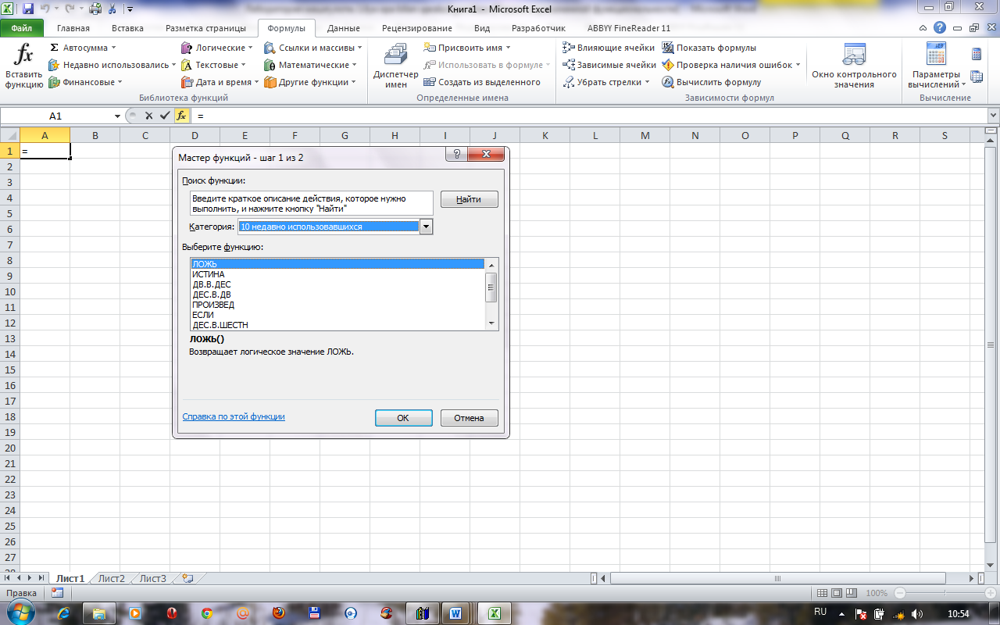 Книга1 - Microsoft Excel
Файл Главная Вставка Разметка страницы Формулы Данные Рецензирование Вид Разработчик ABBYY FineReader 11
Вставить функцию
Σ Автосумма
Недавно использовались
Финансовые
Логические
Текстовые
Дата и время
Ссылки и массивы
Математические
Другие функции
Библиотека функций
Диспетчер имен
Присвоить имя
Использовать в формуле
Создать из выделенного
Определенные имена
Влияющие ячейки
Зависимые ячейки
Убрать стрелки
Показать формулы
Проверка наличия ошибок
Вычислить формулу
Зависимости формул
Окно контрольного значения
Параметры вычислений
Вычисление
A1 fx =
A B C D E F G H I J K L M N O P Q R S
1 =
2
3
4
5
6
7
8
9
10
11
12
13
14
15
16
17
18
19
20
21
22
23
24
25
26
27
28
Мастер функций - шаг 1 из 2
Поиск функции:
Введите краткое описание действия, которое нужно
выполнить, и нажмите кнопку "Найти"
Найти
Категория: 10 недавно использовавшихся
Выберите функцию:
ЛОЖЬ
ИСТИНА
ДВ.В.ДЕС
ДЕС.В.ДВ
ПРОИЗВЕД
ЕСЛИ
ДЕС.В.ШЕСТН
ЛОЖЬ()
Возвращает логическое значение ЛОЖЬ.
Справка по этой функции
ОК
Отмена
Лист1 Лист2 Лист3
Правка 100%
RU 10:54